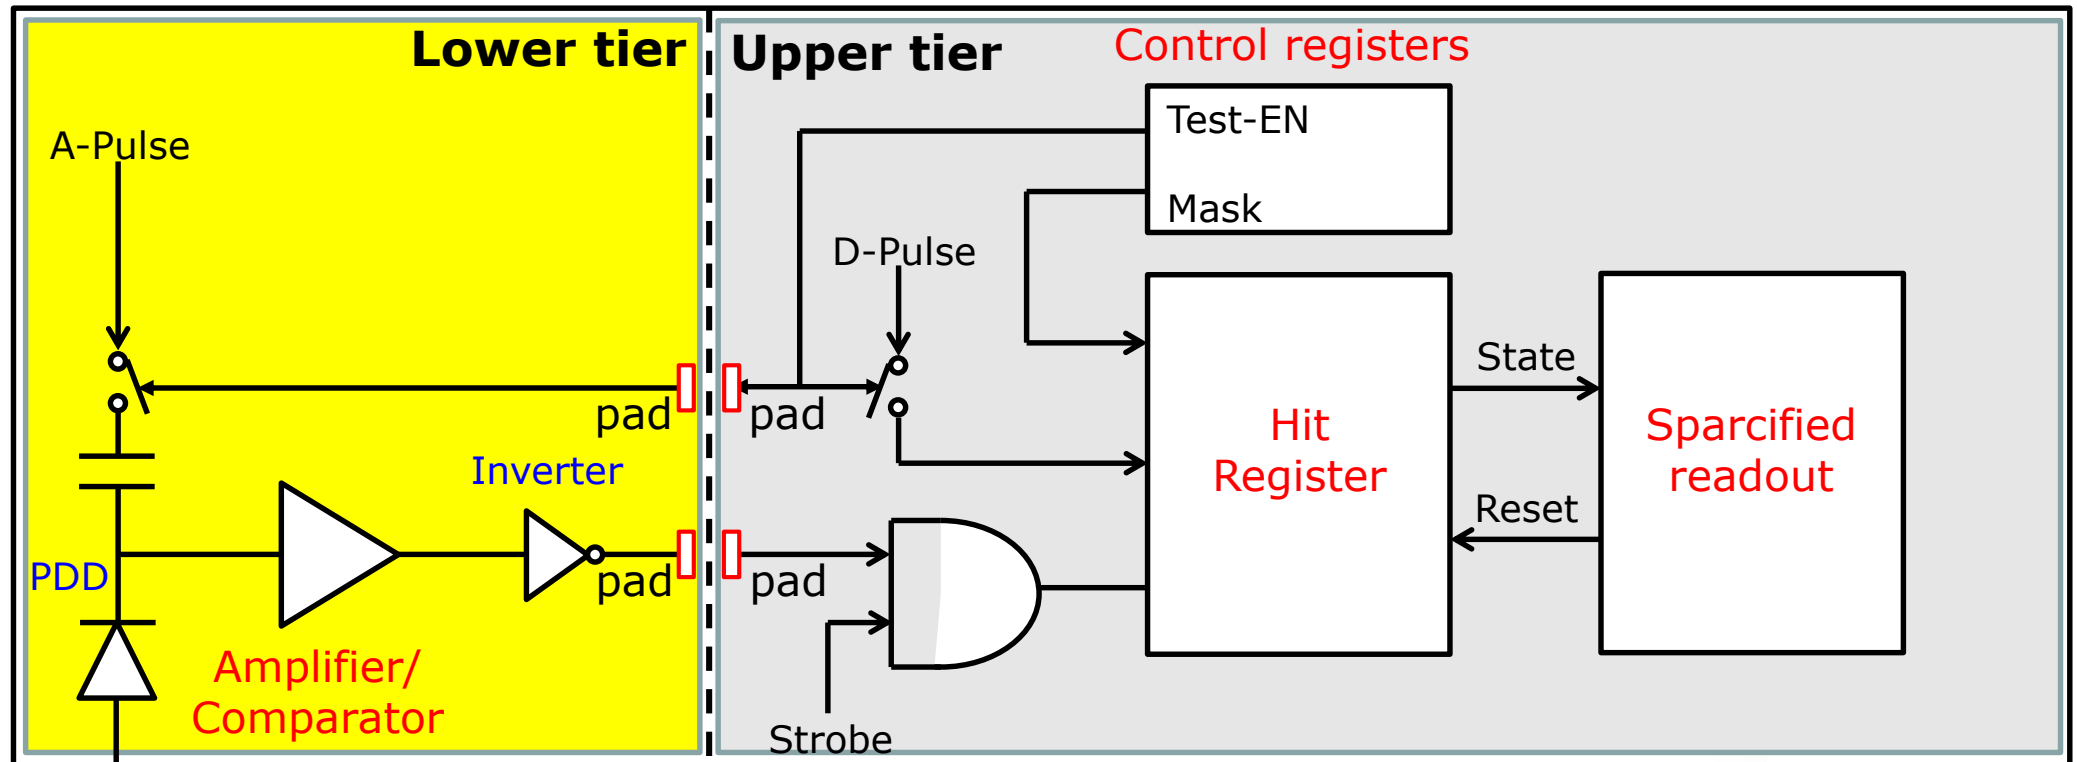 Lower tier
Upper tier
Control registers
Test-EN
A-Pulse
Mask
D-Pulse
State
pad
pad
Hit
Register
Sparcified
readout
Inverter
Reset
PDD
pad
pad
Amplifier/
Comparator
Strobe